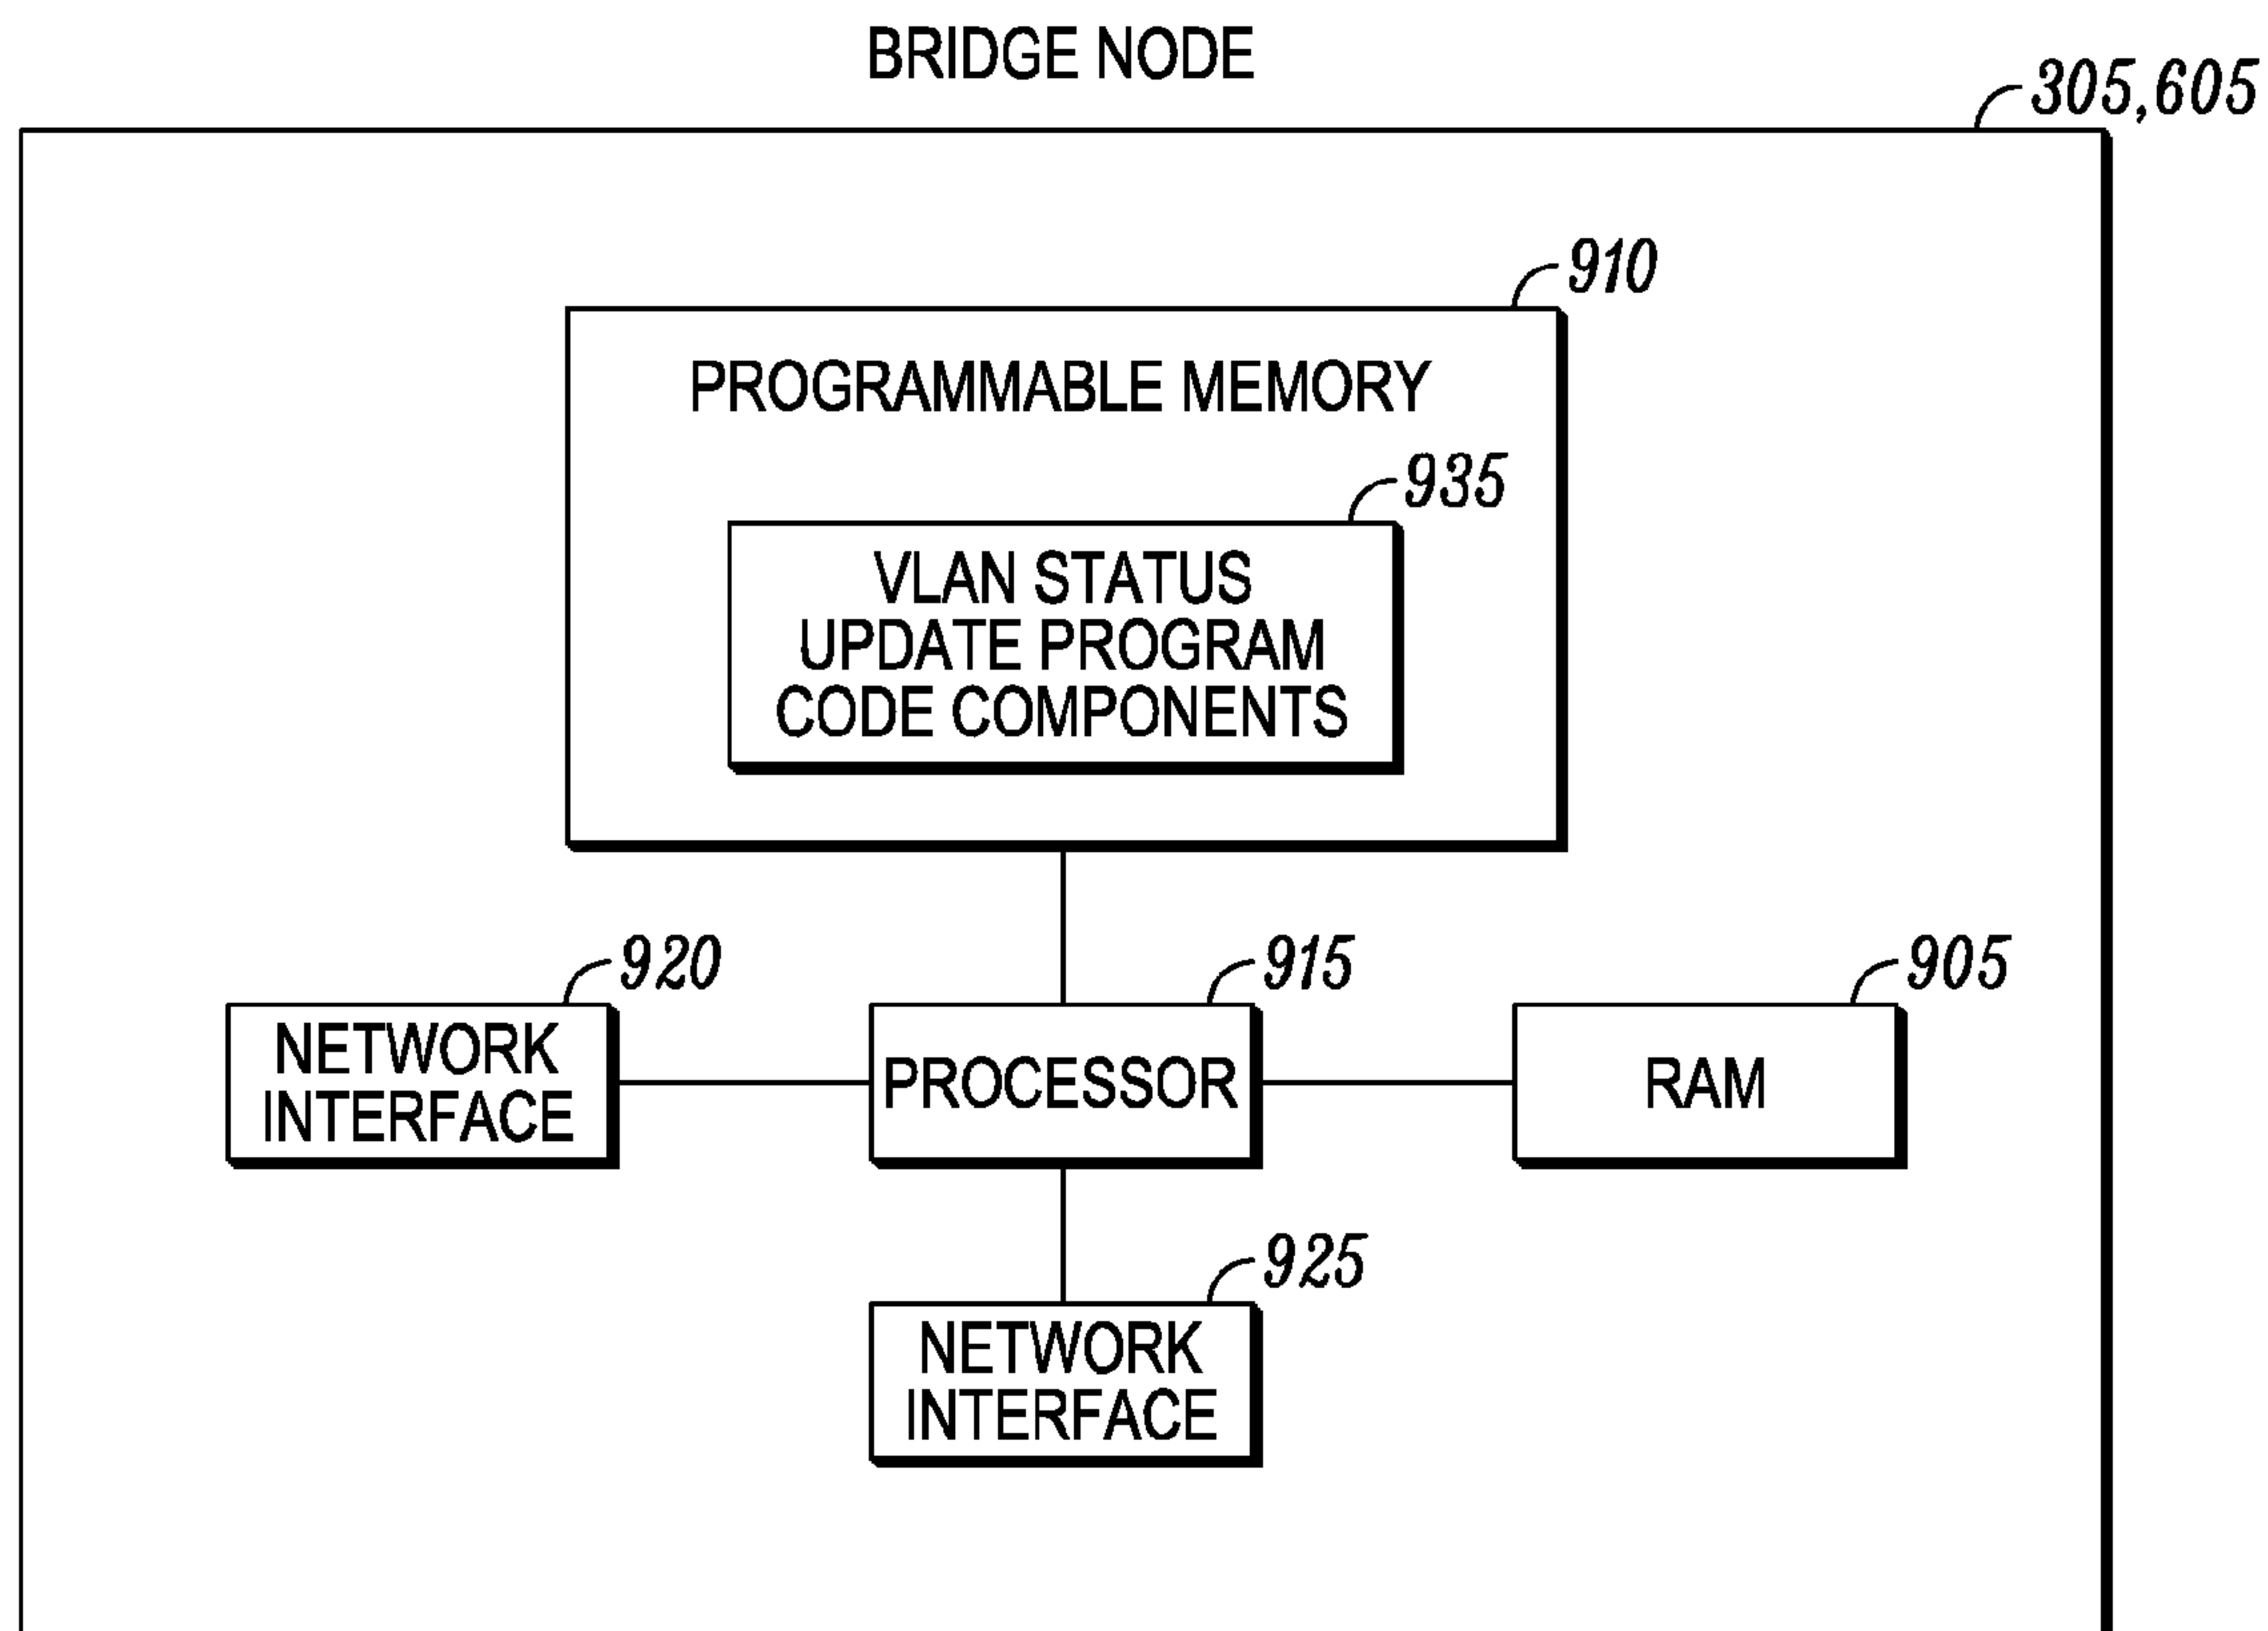 BRIDGE NODE
305,605
910
PROGRAMMABLE MEMORY
935
VLAN STATUS
UPDATE PROGRAM
CODE COMPONENTS
920
915
905
NETWORK
INTERFACE
PROCESSOR
RAM
925
NETWORK
INTERFACE